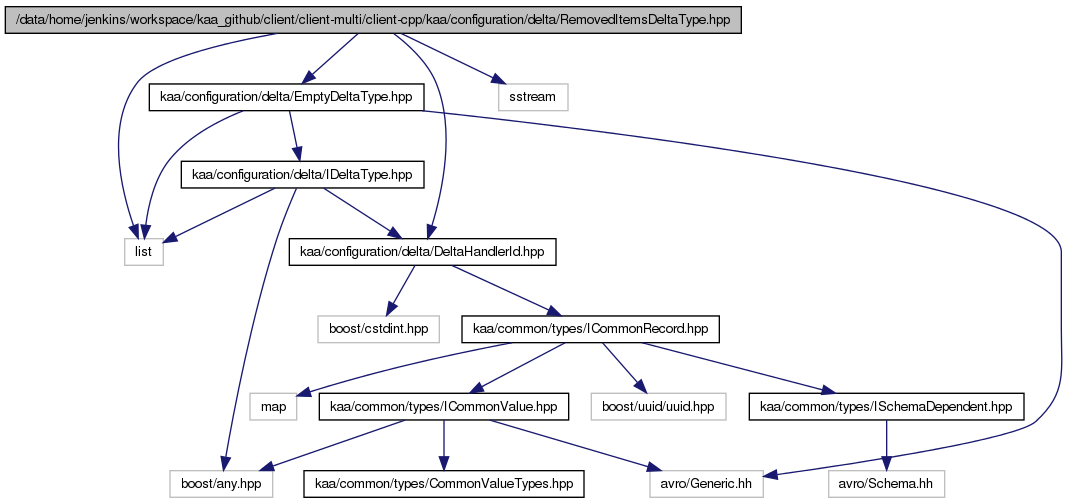 /data/home/jenkins/workspace/kaa_github/client/client-multi/client-cpp/kaa/configuration/delta/RemovedItemsDeltaType.hpp
kaa/configuration/delta/EmptyDeltaType.hpp
sstream
kaa/configuration/delta/IDeltaType.hpp
list
kaa/configuration/delta/DeltaHandlerId.hpp
boost/cstdint.hpp
kaa/common/types/ICommonRecord.hpp
map
kaa/common/types/ICommonValue.hpp
boost/uuid/uuid.hpp
kaa/common/types/ISchemaDependent.hpp
boost/any.hpp
kaa/common/types/CommonValueTypes.hpp
avro/Generic.hh
avro/Schema.hh